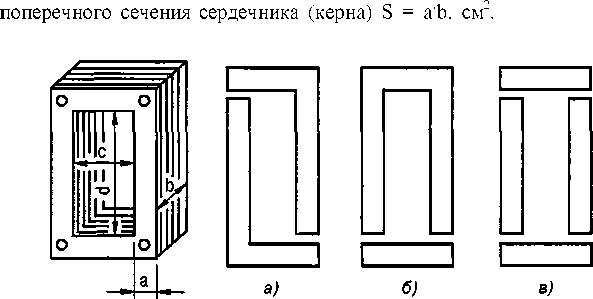 поперечного сечения сердечника (керна) S = a·b. см².
c
d
b
a
а)
б)
в)